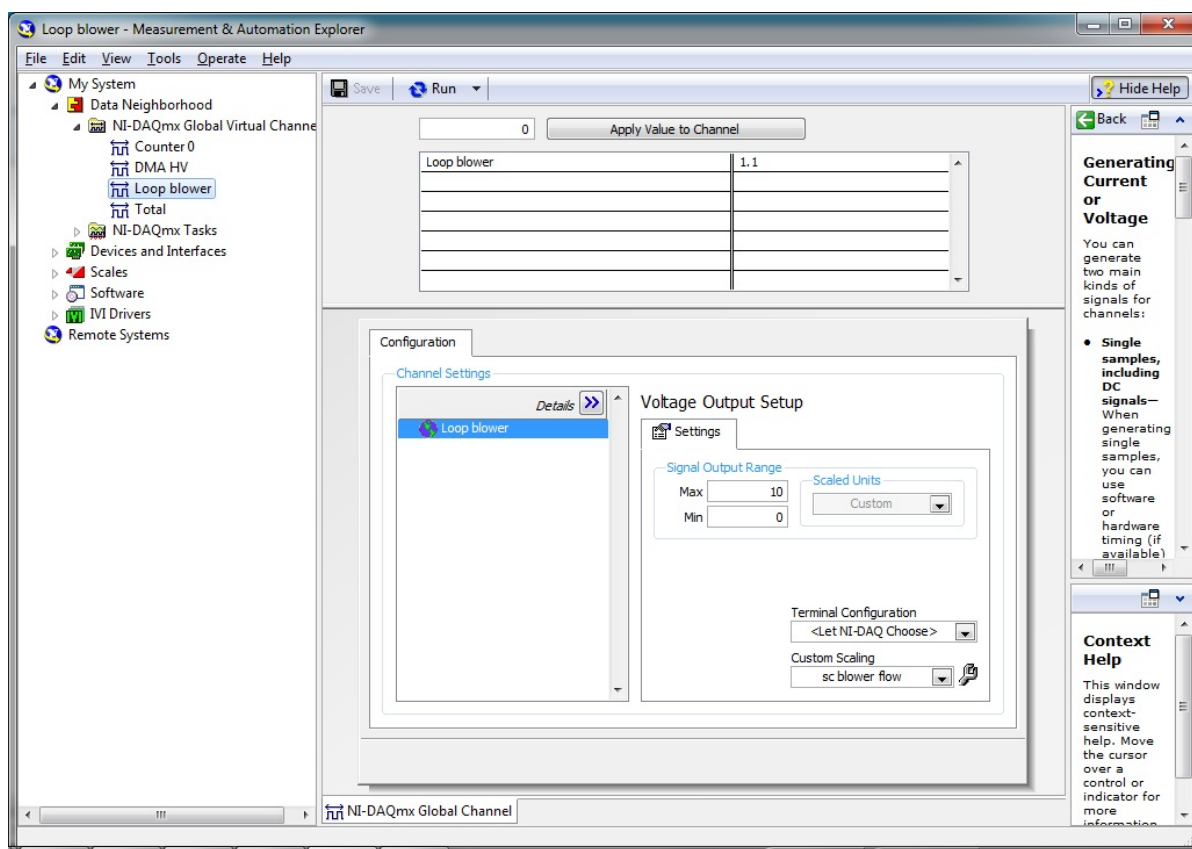 Loop blower - Measurement & Automation Explorer
File Edit View Tools Operate Help
My System
Data Neighborhood
NI-DAQmx Global Virtual Channe
Counter 0
DMA HV
Loop blower
Total
NI-DAQmx Tasks
Devices and Interfaces
Scales
Software
IVI Drivers
Remote Systems
Save Run Hide Help
0 Apply Value to Channel
Loop blower 1.1
Configuration
Channel Settings
Details
Loop blower
Voltage Output Setup
Settings
Signal Output Range
Max 10
Min 0
Scaled Units
Custom
Terminal Configuration
<Let NI-DAQ Choose>
Custom Scaling
sc blower flow
NI-DAQmx Global Channel
Back
Generating
Current
or
Voltage
You can
generate
two main
kinds of
signals for
channels:
• Single
samples,
including
DC
signals—
When
generating
single
samples,
you can
use
software
or
hardware
timing (if
available)
Context
Help
This window
displays
context-
sensitive
help. Move
the cursor
over a
control or
indicator for
more
information